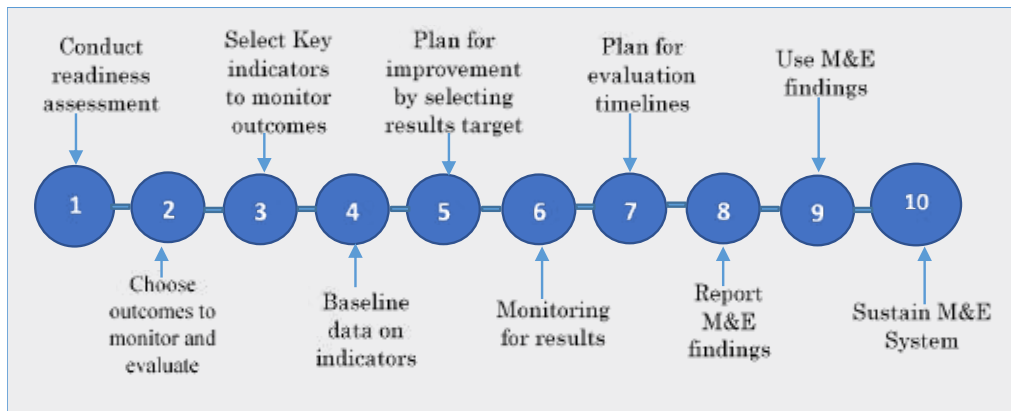 Conduct
readiness
assessment
Select Key
indicators
to monitor
outcomes
Plan for
improvement
by selecting
results target
Plan for
evaluation
timelines
Use M&E
findings
1
2
3
4
5
6
7
8
9
10
Choose
outcomes to
monitor and
evaluate
Baseline
data on
indicators
Monitoring
for results
Report
M&E
findings
Sustain M&E
System